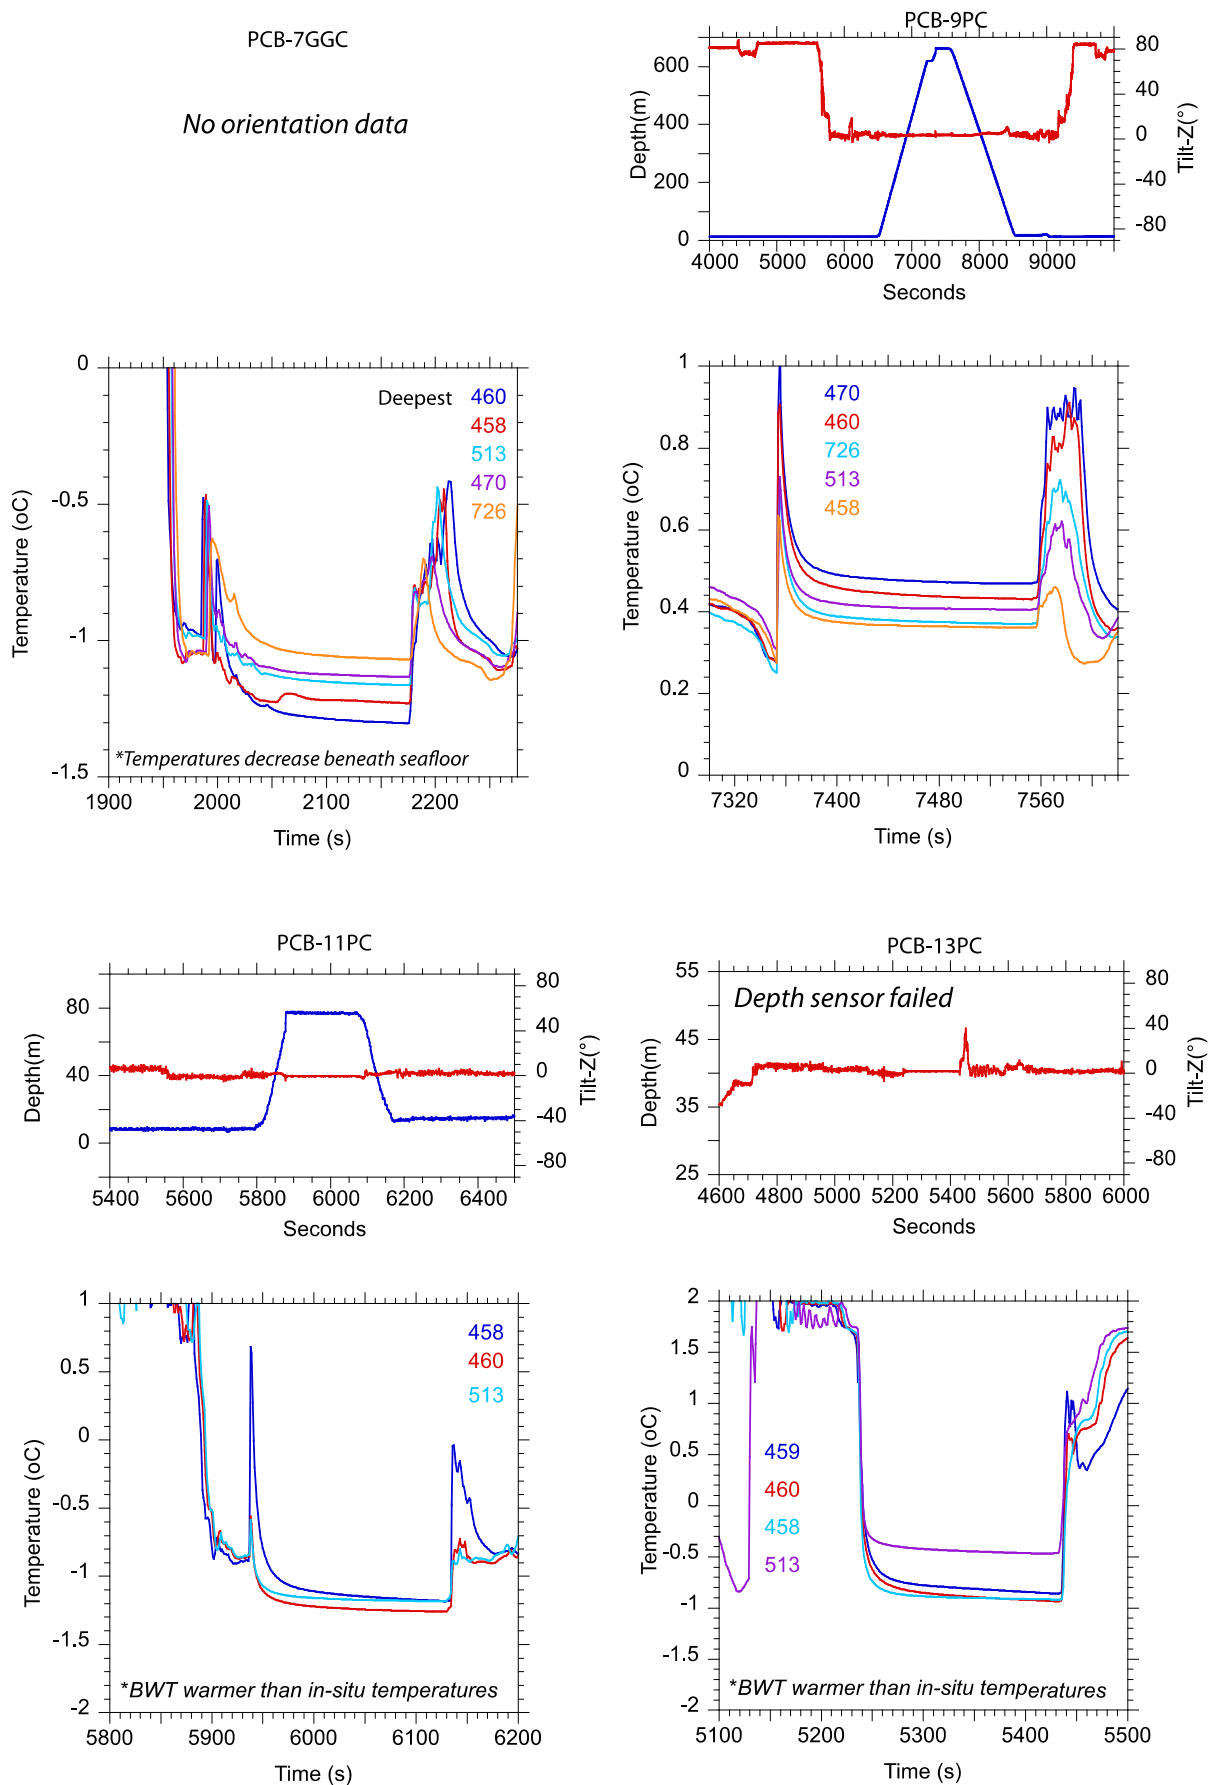 PCB-7GGC
No orientation data
PCB-9PC
600
400
200
0
Depth(m)
80
40
0
-40
-80
Tilt-Z(°)
4000 5000 6000 7000 8000 9000
Seconds
0
-0.5
-1
-1.5
Temperature (oC)
Deepest 460
458
513
470
726
*Temperatures decrease beneath seafloor
1900 2000 2100 2200
Time (s)
1
0.8
0.6
0.4
0.2
0
Temperature (oC)
470
460
726
513
458
7320 7400 7480 7560
Time (s)
PCB-11PC
80
40
0
Depth(m)
80
40
0
-40
-80
Tilt-Z(°)
5400 5600 5800 6000 6200 6400
Seconds
PCB-13PC
Depth sensor failed
55
45
35
25
Depth(m)
80
40
0
-40
-80
Tilt-Z(°)
4600 4800 5000 5200 5400 5600 5800 6000
Seconds
1
0.5
0
-0.5
-1
-1.5
-2
Temperature (oC)
458
460
513
*BWT warmer than in-situ temperatures
5800 5900 6000 6100 6200
Time (s)
2
1.5
1
0.5
0
-0.5
-1
-1.5
-2
Temperature (oC)
459
460
458
513
*BWT warmer than in-situ temperatures
5100 5200 5300 5400 5500
Time (s)